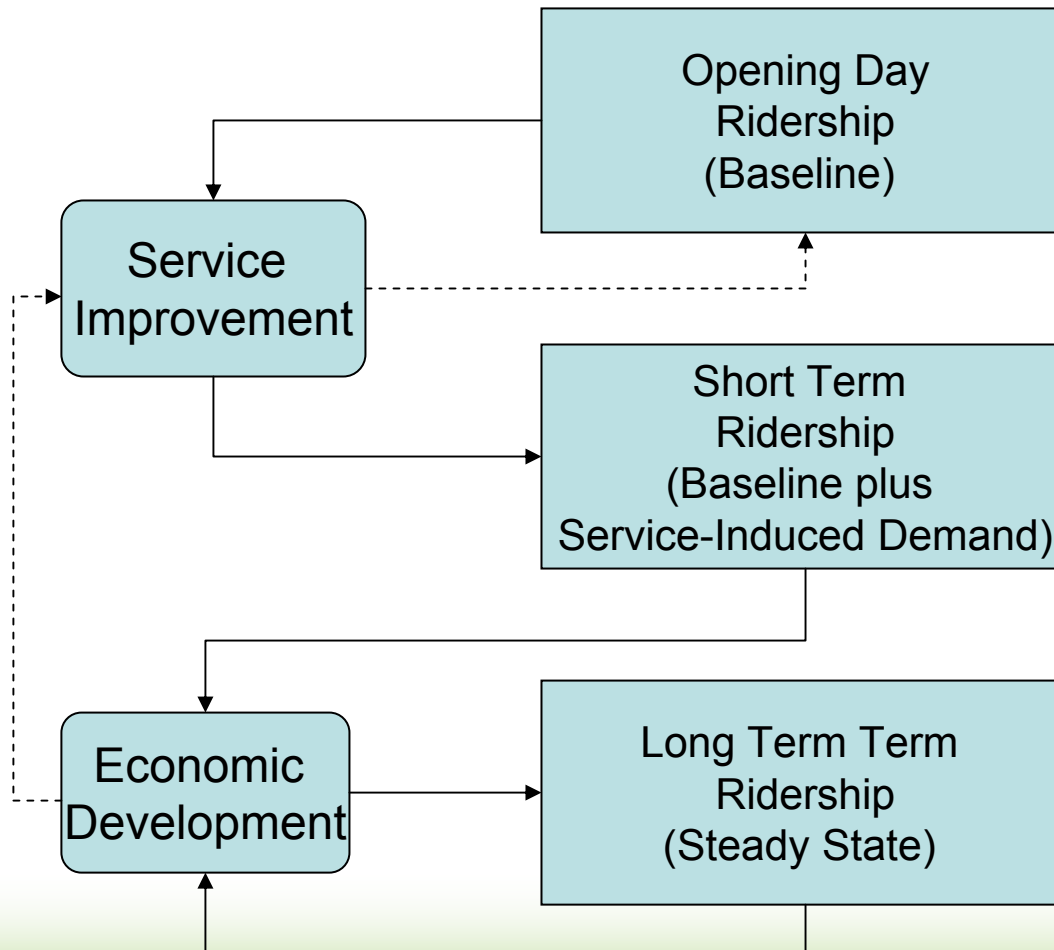 Opening Day
Ridership
(Baseline)
Service
Improvement
Short Term
Ridership
(Baseline plus
Service-Induced Demand)
Economic
Development
Long Term Term
Ridership
(Steady State)